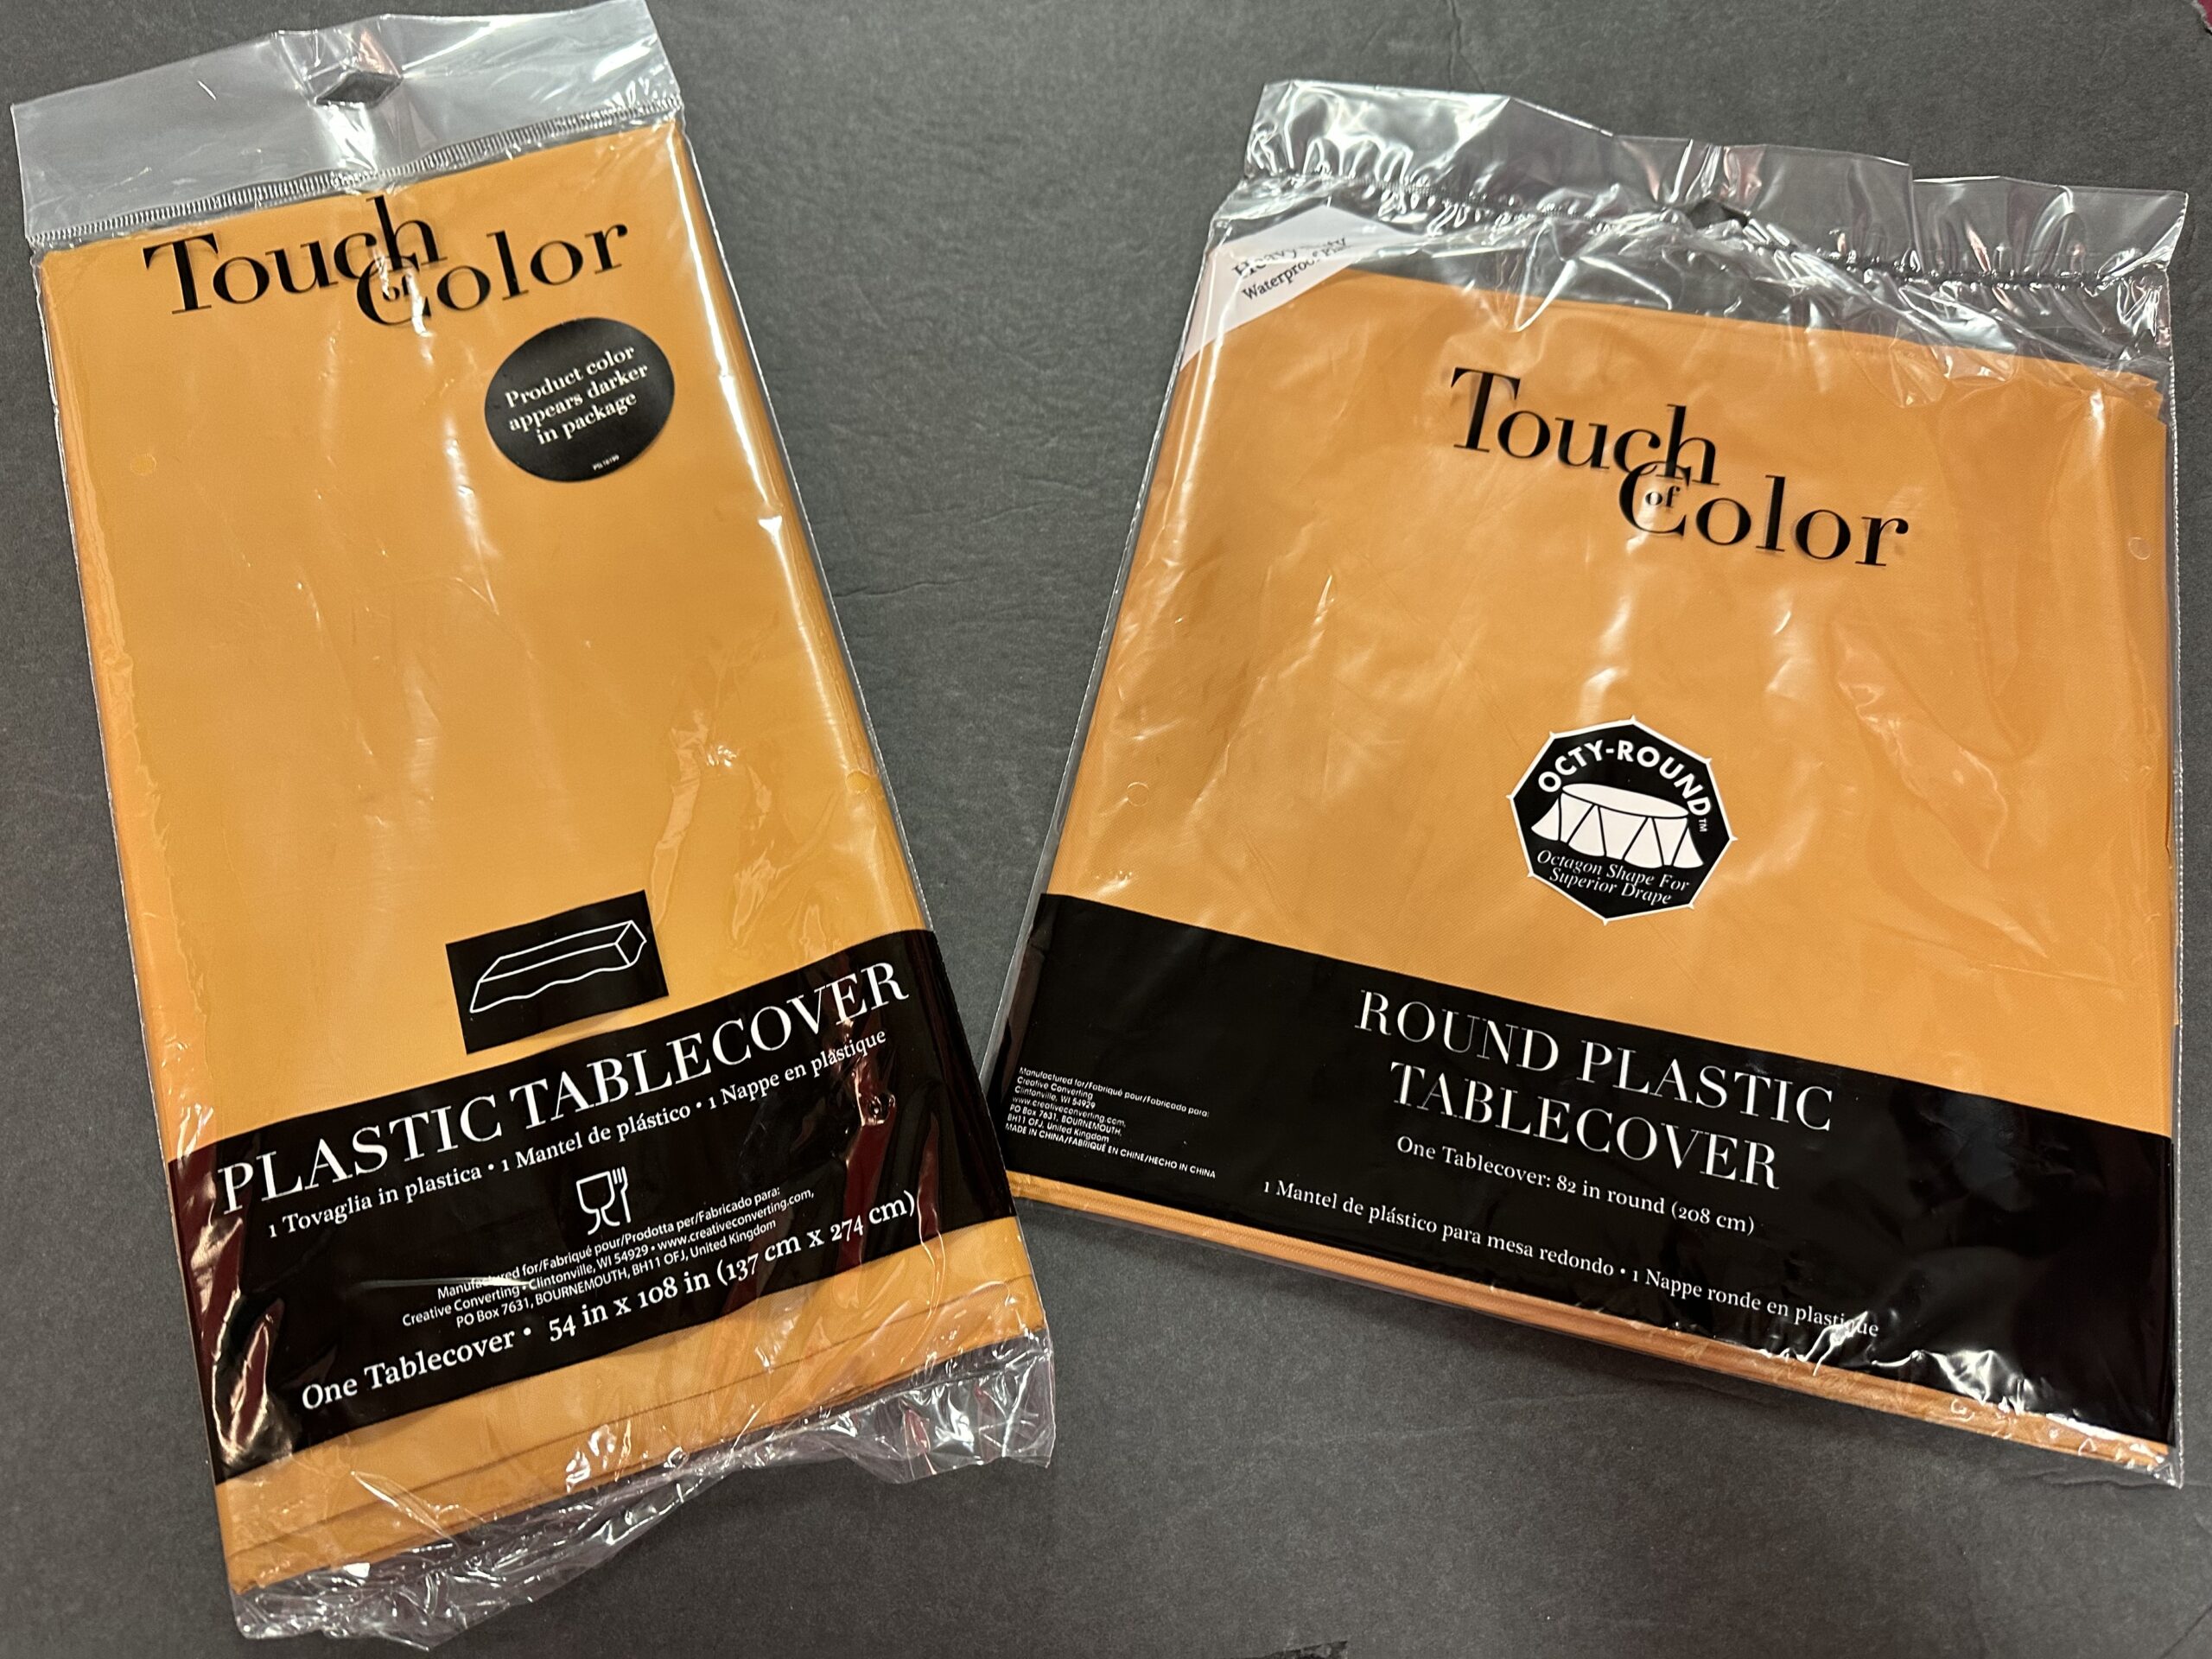 Touch
of
Color
Product color
appears darker
in package
PLASTIC TABLECOVER
1 Tovaglia in plastica • 1 Mantel de plástico • 1 Nappe en plastique
Manufactured for/Fabriqué pour/Prodotta per/Fabricado para:
Creative Converting • Clintonville, WI 54929 • www.creativeconverting.com,
PO Box 7631, BOURNEMOUTH, BH11 OFJ, United Kingdom
One Tablecover • 54 in x 108 in (137 cm x 274 cm)
Heavy Duty
Waterproof
Touch
of
Color
OCTY-ROUND™
Octagon Shape For
Superior Drape
ROUND PLASTIC
TABLECOVER
One Tablecover: 82 in round (208 cm)
1 Mantel de plástico para mesa redondo • 1 Nappe ronde en plastique
Manufactured for/Fabriqué pour/Fabricado para:
Creative Converting
Clintonville, WI 54929
www.creativeconverting.com,
PO Box 7631, BOURNEMOUTH,
BH11 OFJ, United Kingdom
MADE IN CHINA/FABRIQUÉ EN CHINE/HECHO IN CHINA